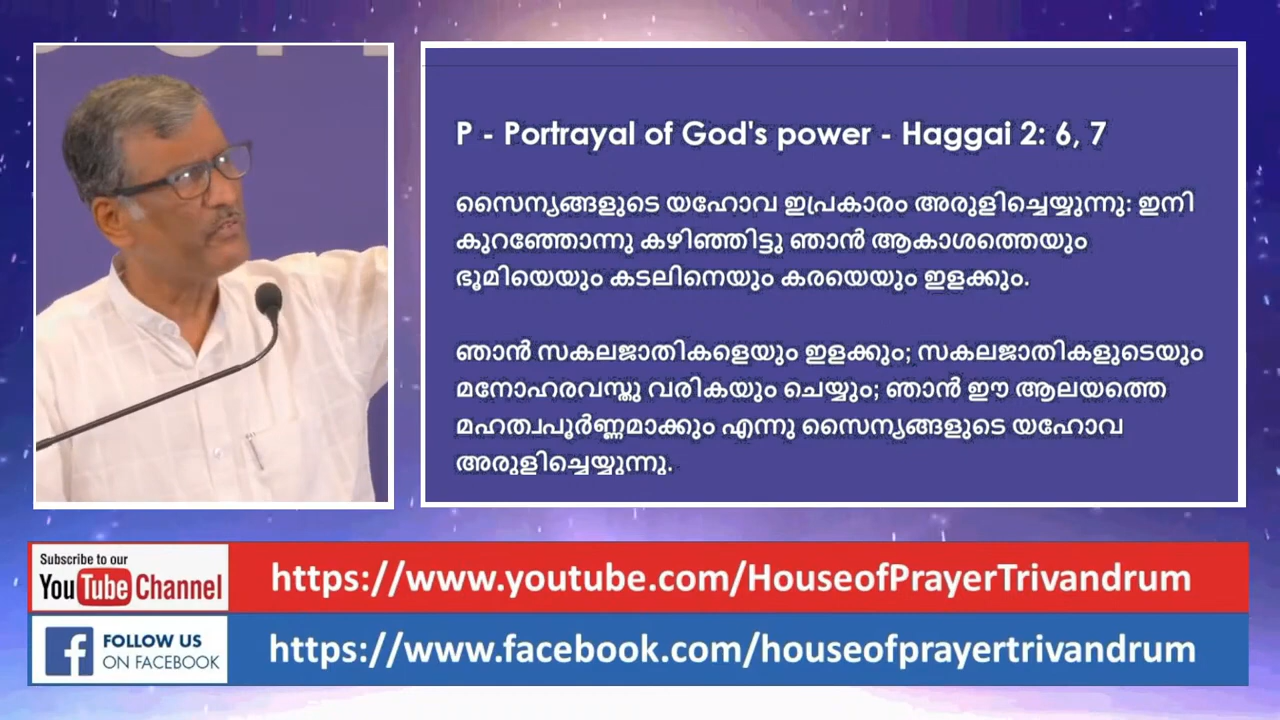 P - Portrayal of God's power - Haggai 2: 6, 7
സൈന്യങ്ങളുടെ യഹോവ ഇപ്രകാരം അരുളിച്ചെയ്യുന്നു: ഇനി
കുറഞ്ഞോന്നു കഴിഞ്ഞിട്ടു ഞാൻ ആകാശത്തെയും
ഭൂമിയെയും കടലിനെയും കരയെയും ഇളക്കും.
ഞാൻ സകലജാതികളെയും ഇളക്കും; സകലജാതികളുടെയും
മനോഹരവസ്തു വരികയും ചെയ്യും; ഞാൻ ഈ ആലയത്തെ
മഹത്വപൂർണ്ണമാക്കും എന്നു സൈന്യങ്ങളുടെ യഹോവ
അരുളിച്ചെയ്യുന്നു.
Subscribe to our
YouTube Channel
https://www.youtube.com/HouseofPrayerTrivandrum
FOLLOW US
ON FACEBOOK
https://www.facebook.com/houseofprayertrivandrum